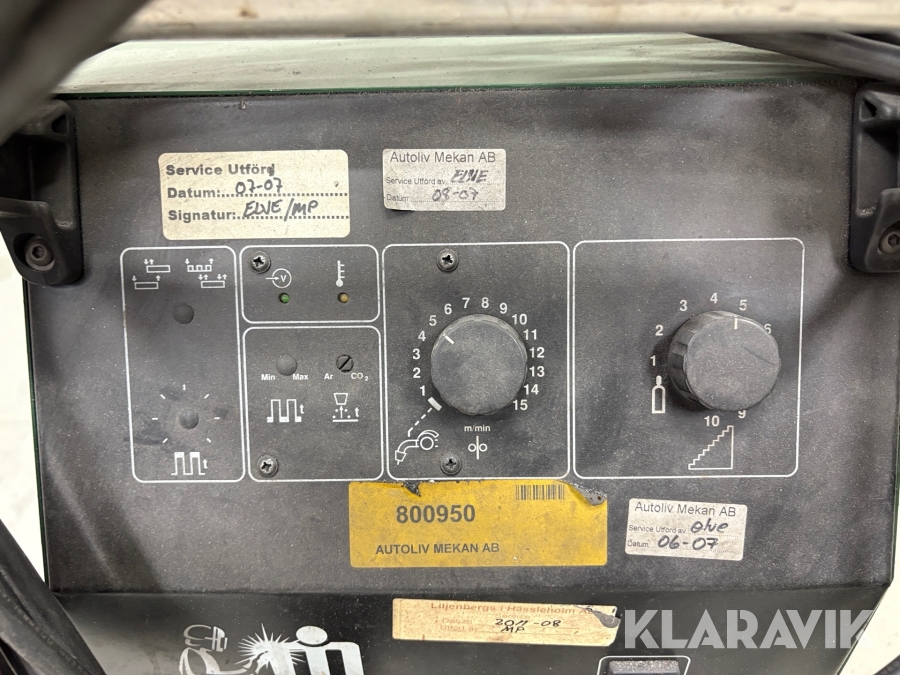 Service Utförd
Datum: 07-07
Signatur: ELVE/MP
Autoliv Mekan AB
Service Utförd av ELVE
Datum 08-07
V
Min Max
Ar CO2
t
t
1
2
3
4
5
6
7
8
9
10
11
12
13
14
15
m/min
1
2
3
4
5
6
9
10
800950
AUTOLIV MEKAN AB
Autoliv Mekan AB
Service Utförd av Elve
Datum 06-07
Liljenbergs i Hässleholm
2011-08
MP
KLARAVIK